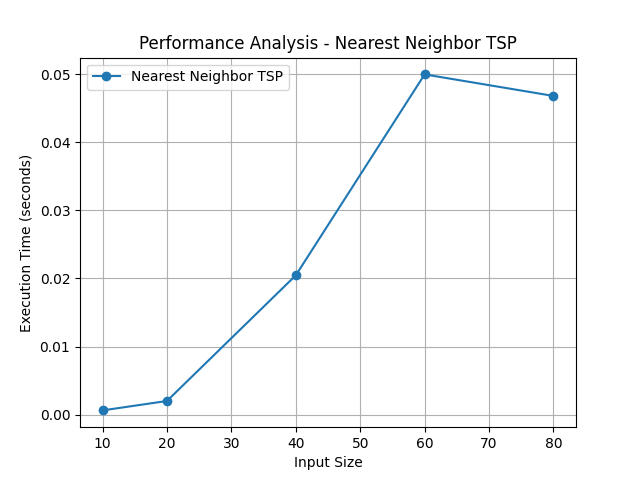 Performance Analysis - Nearest Neighbor TSP
Nearest Neighbor TSP
Execution Time (seconds)
0.05
0.04
0.03
0.02
0.01
0.00
10 20 30 40 50 60 70 80
Input Size